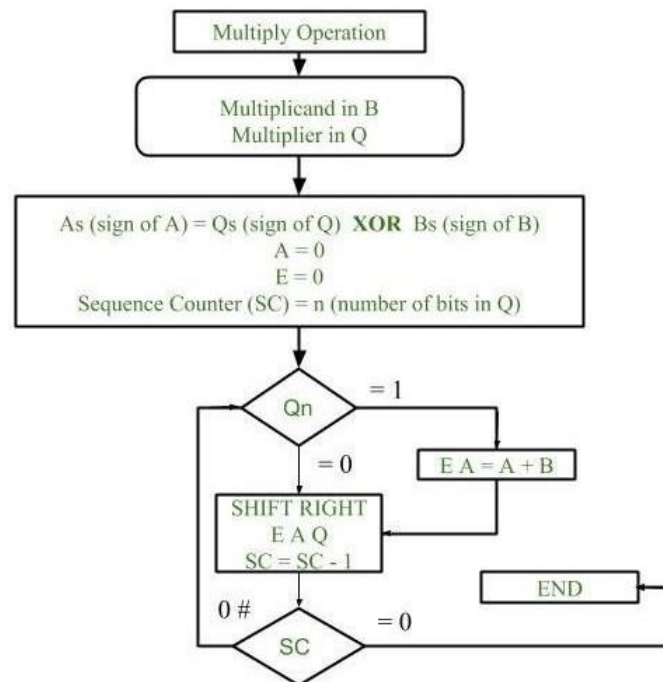 Multiply Operation
Multiplicand in B
Multiplier in Q
As (sign of A) = Qs (sign of Q) XOR Bs (sign of B)
A = 0
E = 0
Sequence Counter (SC) = n (number of bits in Q)
Qn
= 1
= 0
E A = A + B
SHIFT RIGHT
E A Q
SC = SC - 1
END
0 #
= 0
SC